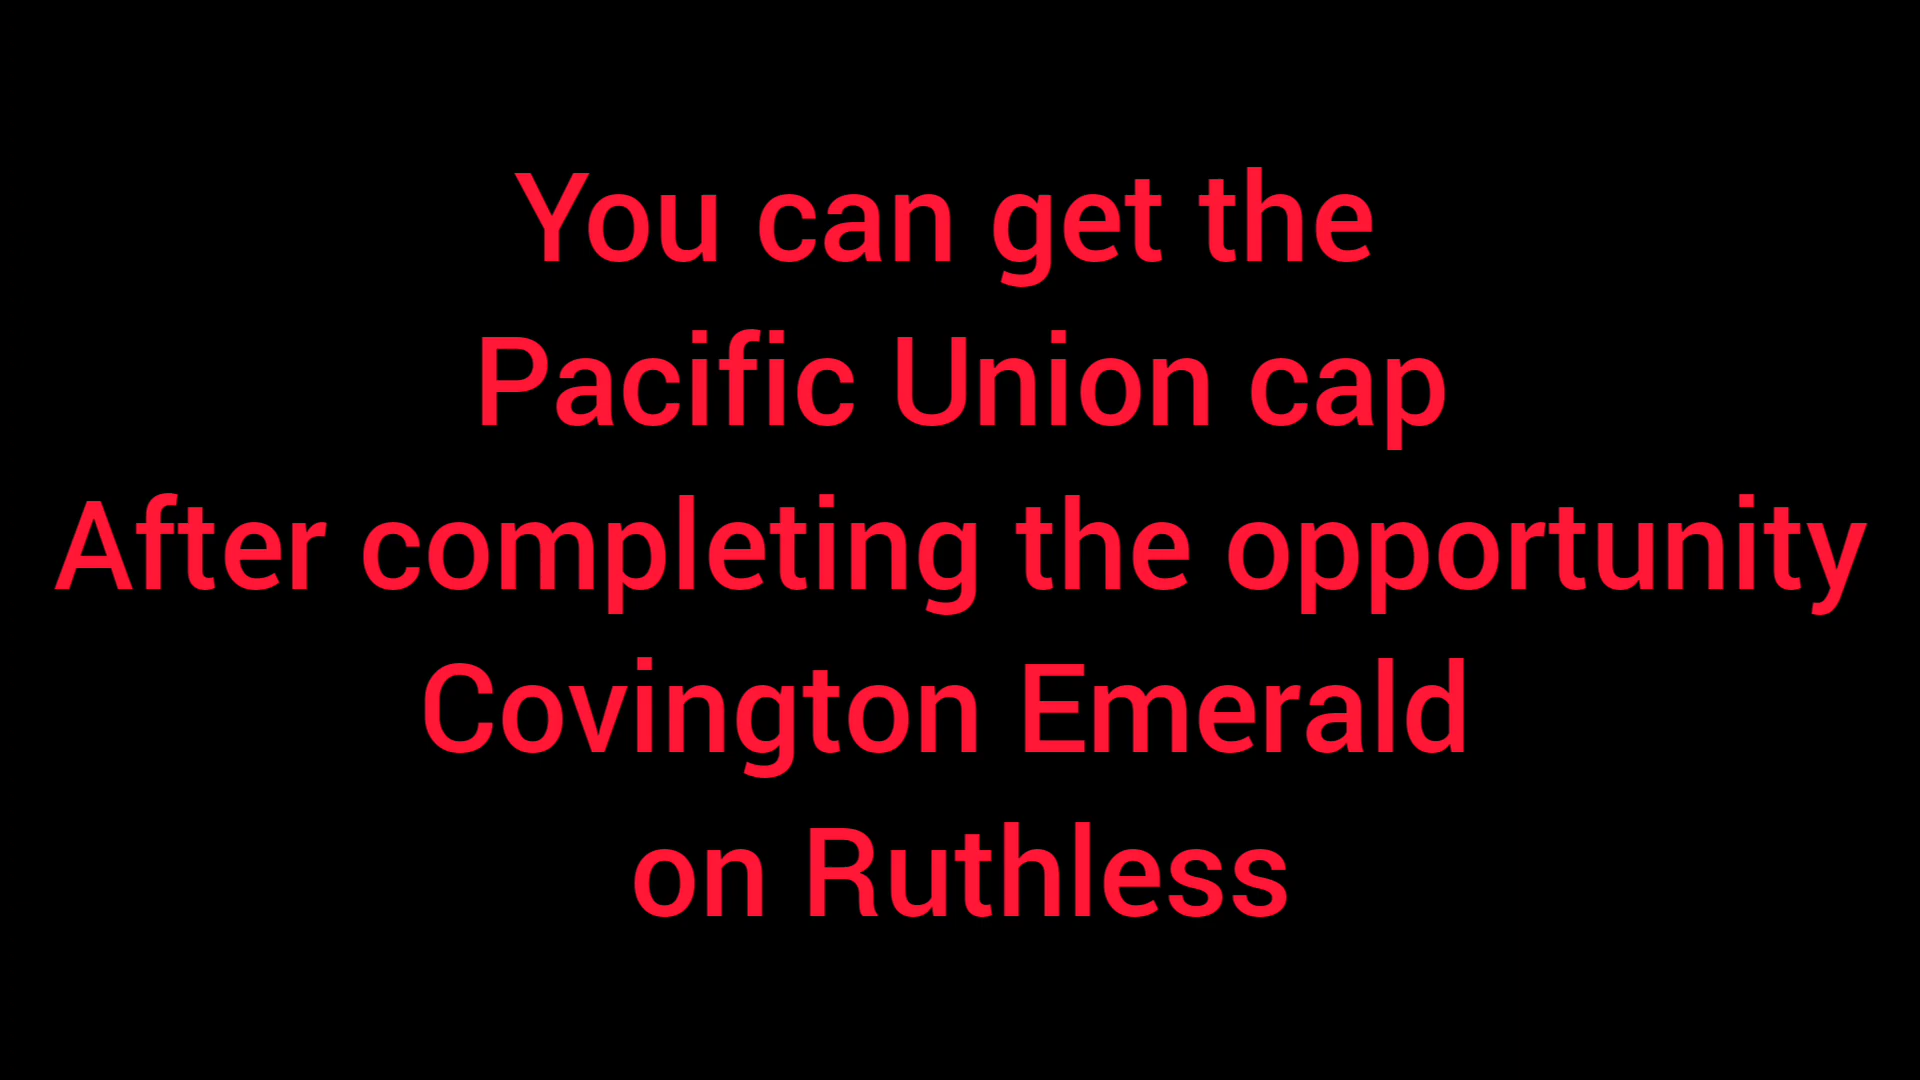 You can get the
Pacific Union cap
After completing the opportunity
Covington Emerald
on Ruthless